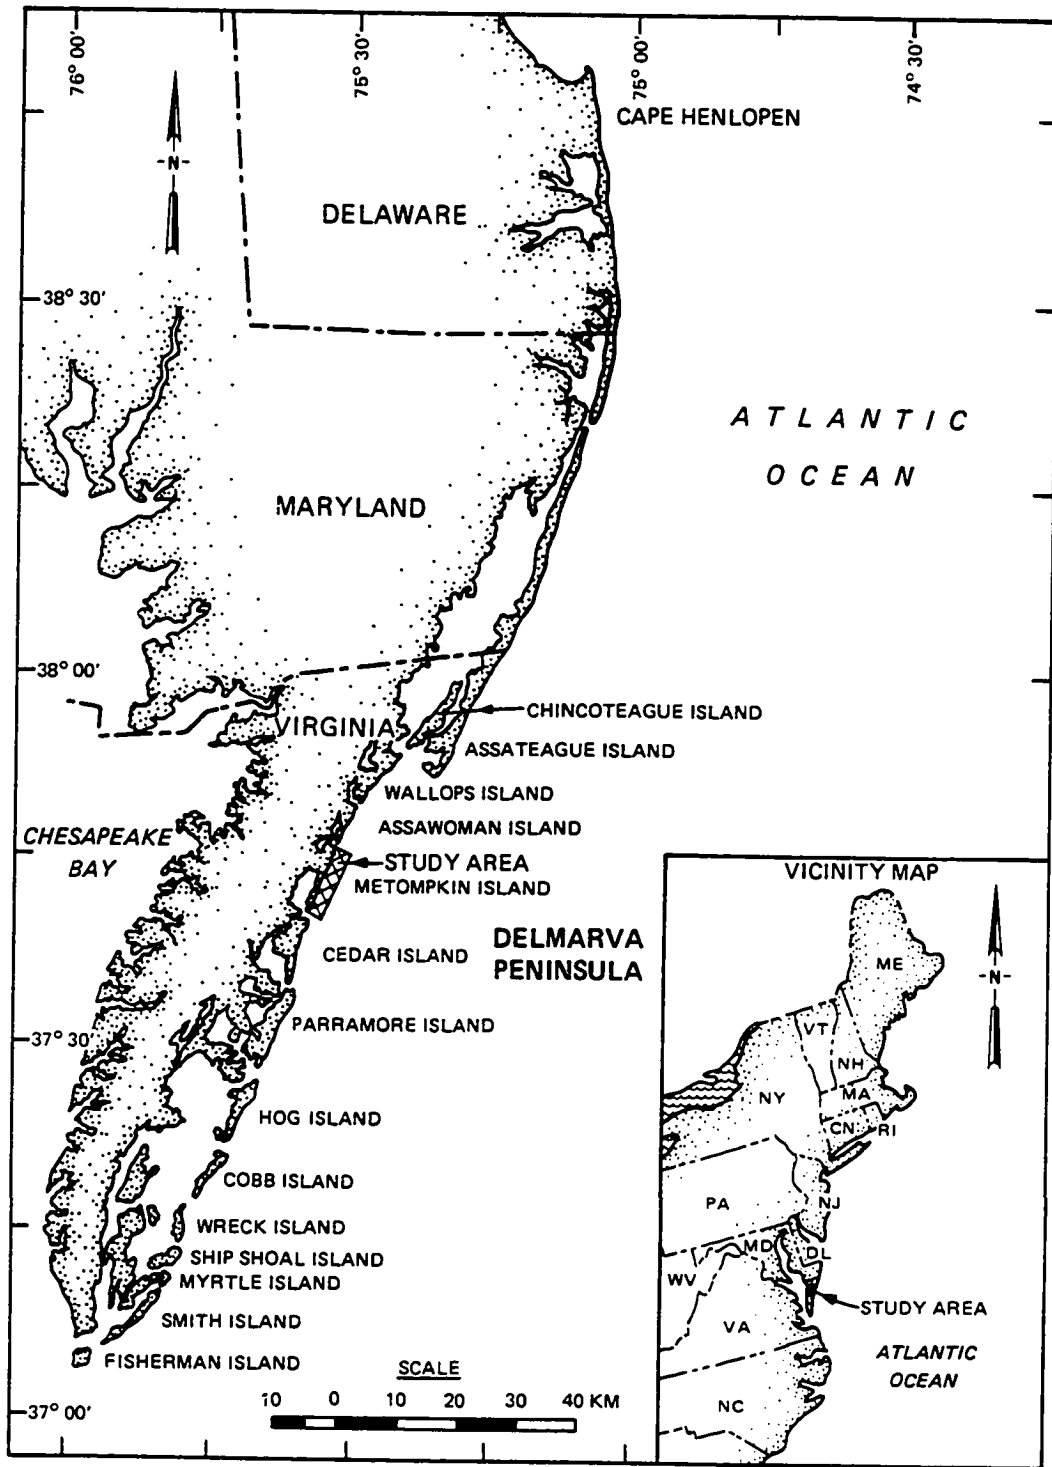 76° 00'
75° 30'
75° 00'
74° 30'
CAPE HENLOPEN
-N-
DELAWARE
38° 30'
ATLANTIC
OCEAN
MARYLAND
38° 00'
CHINCOTEAGUE ISLAND
VIRGINIA
ASSATEAGUE ISLAND
WALLOPS ISLAND
ASSAWOMAN ISLAND
CHESAPEAKE
BAY
STUDY AREA
METOMPKIN ISLAND
DELMARVA
PENINSULA
CEDAR ISLAND
PARRAMORE ISLAND
37° 30'
HOG ISLAND
COBB ISLAND
WRECK ISLAND
SHIP SHOAL ISLAND
MYRTLE ISLAND
SMITH ISLAND
FISHERMAN ISLAND
37° 00'
SCALE
10 0 10 20 30 40 KM
VICINITY MAP
-N-
ME
VT
NH
NY
MA
CN
RI
PA
NJ
MD
DL
WV
STUDY AREA
VA
ATLANTIC
OCEAN
NC